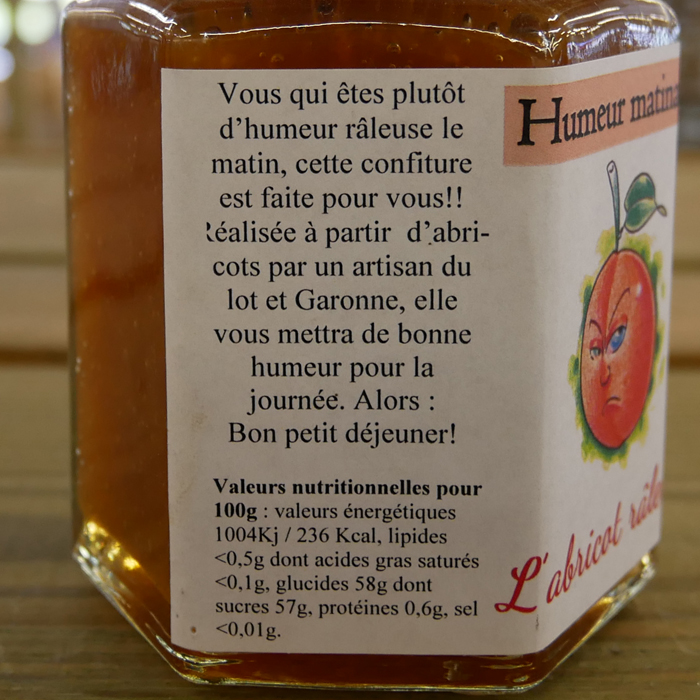 Vous qui êtes plutôt
d'humeur râleuse le
matin, cette confiture
est faite pour vous!!
Réalisée à partir d'abri-
cots par un artisan du
lot et Garonne, elle
vous mettra de bonne
humeur pour la
journée. Alors :
Bon petit déjeuner!
Valeurs nutritionnelles pour
100g : valeurs énergétiques
1004Kj / 236 Kcal, lipides
<0,5g dont acides gras saturés
<0,1g, glucides 58g dont
sucres 57g, protéines 0,6g, sel
<0,01g.
Humeur matina
L'abricot râle